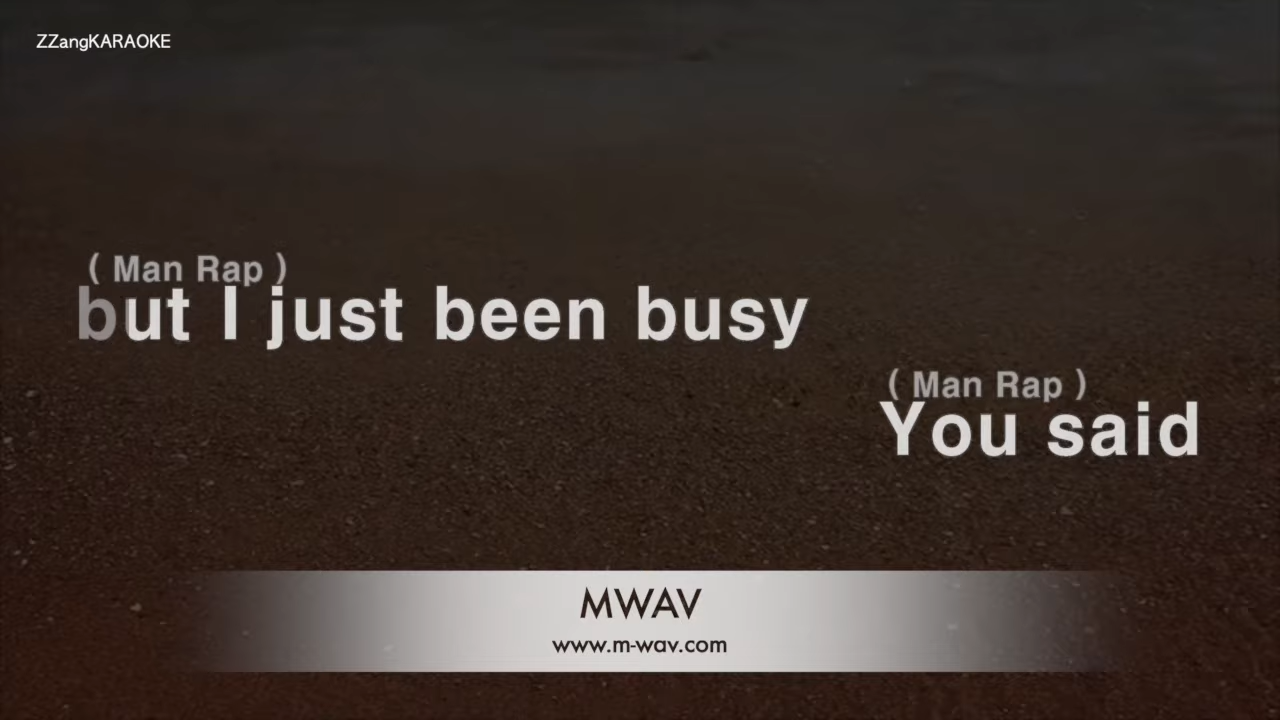 ZZangKARAOKE
( Man Rap )
but I just been busy
( Man Rap )
You said
MWAV
www.m-wav.com